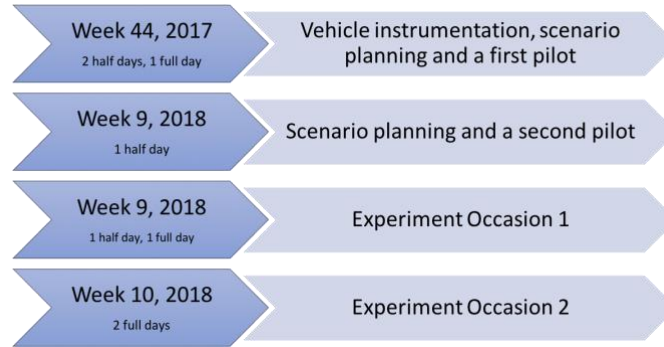 Week 44, 2017
2 half days, 1 full day
Vehicle instrumentation, scenario
planning and a first pilot
Week 9, 2018
1 half day
Scenario planning and a second pilot
Week 9, 2018
1 half day, 1 full day
Experiment Occasion 1
Week 10, 2018
2 full days
Experiment Occasion 2